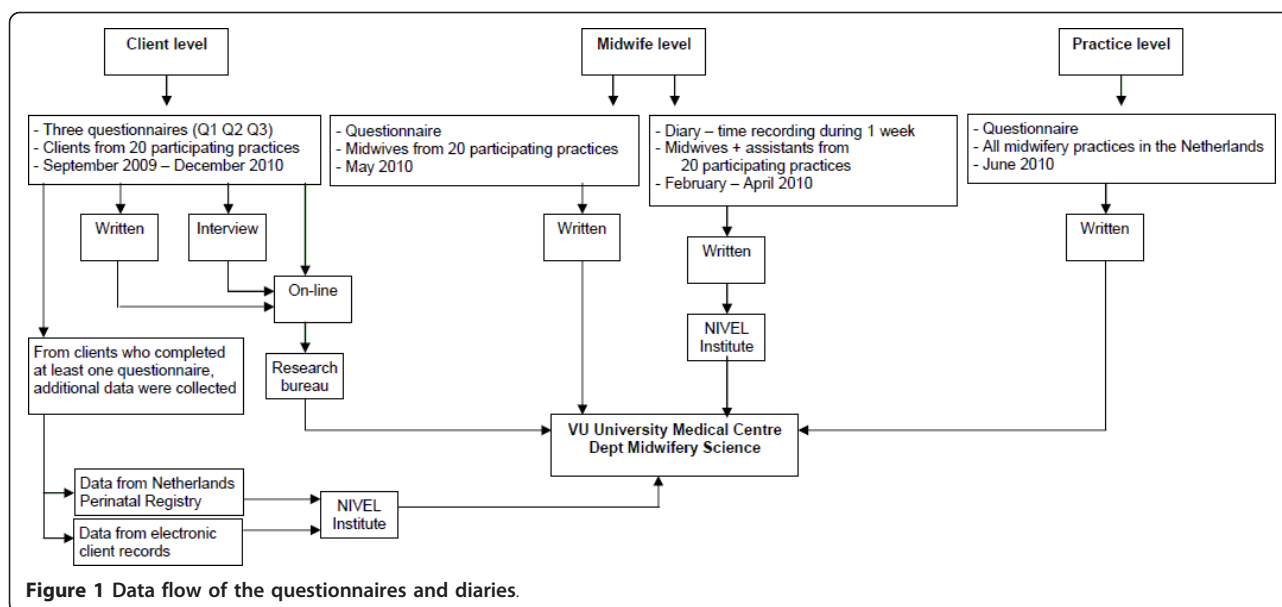 Client level
Midwife level
Practice level
- Three questionnaires (Q1 Q2 Q3)
- Clients from 20 participating practices
- September 2009 – December 2010
- Questionnaire
- Midwives from 20 participating practices
- May 2010
- Diary – time recording during 1 week
- Midwives + assistants from
20 participating practices
- February – April 2010
- Questionnaire
- All midwifery practices in the Netherlands
- June 2010
Written
Interview
On-line
Written
Written
Written
From clients who completed
at least one questionnaire,
additional data were collected
Research
bureau
NIVEL
Institute
VU University Medical Centre
Dept Midwifery Science
Data from Netherlands
Perinatal Registry
Data from electronic
client records
NIVEL
Institute
Figure 1 Data flow of the questionnaires and diaries.